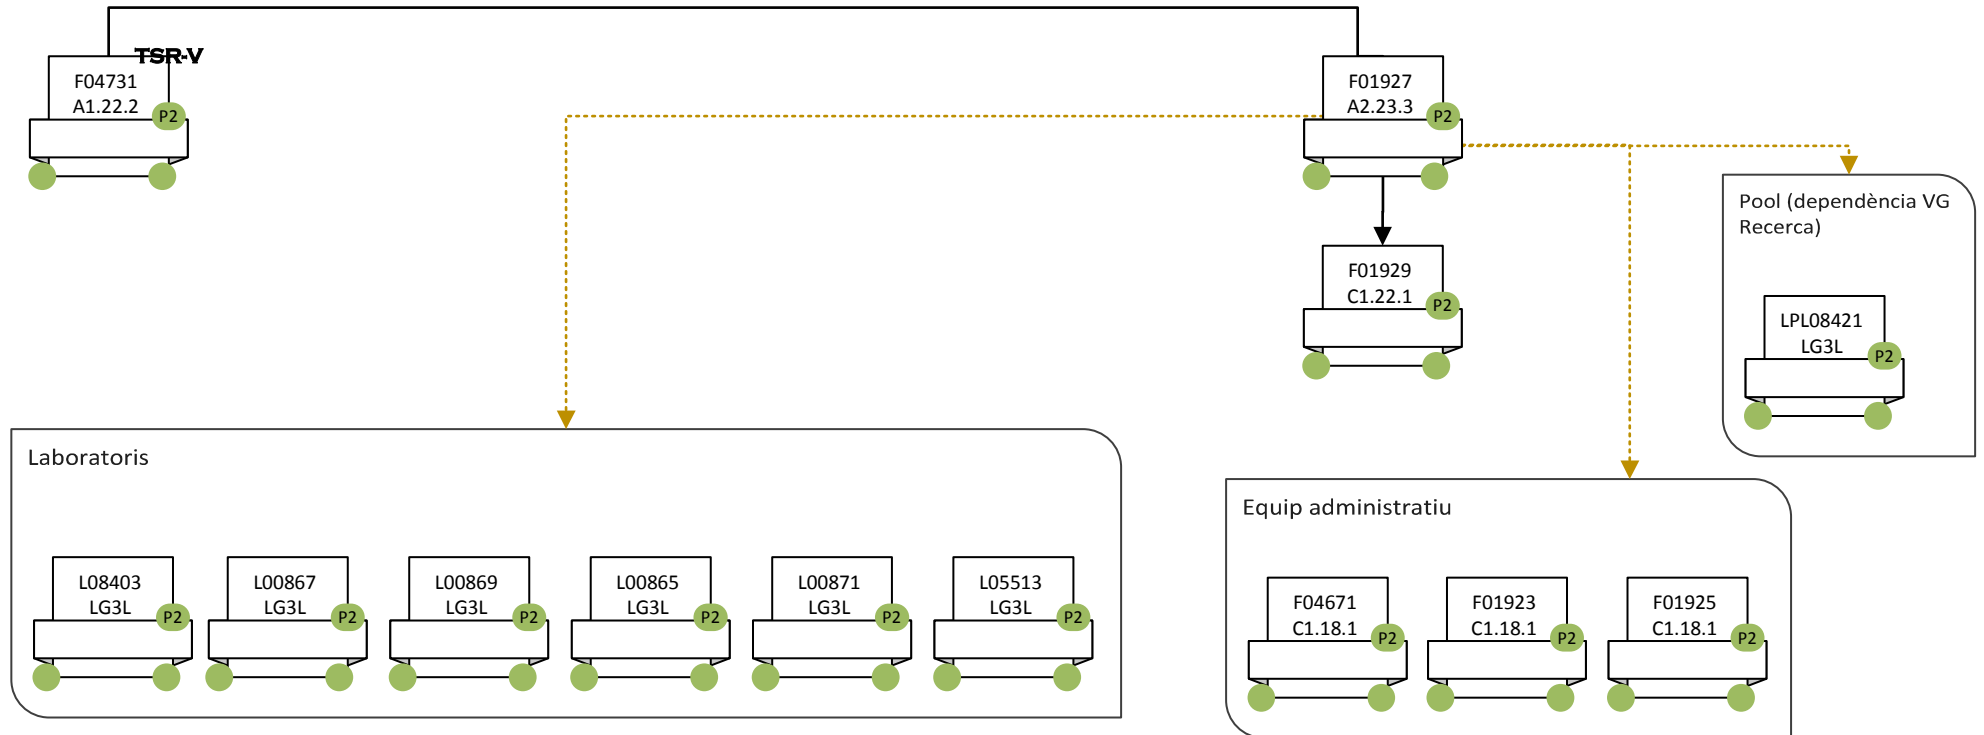 TSR-V
F04731
A1.22.2
P2
F01927
A2.23.3
P2
Pool (dependència VG
Recerca)
F01929
C1.22.1
P2
LPL08421
LG3L
P2
Laboratoris
L08403
LG3L
P2
L00867
LG3L
P2
L00869
LG3L
P2
L00865
LG3L
P2
L00871
LG3L
P2
L05513
LG3L
P2
Equip administratiu
F04671
C1.18.1
P2
F01923
C1.18.1
P2
F01925
C1.18.1
P2